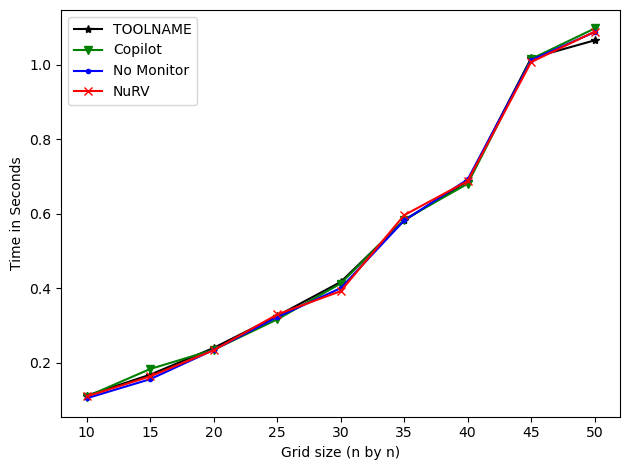 TOOLNAME
Copilot
No Monitor
NuRV
1.0
0.8
0.6
0.4
0.2
Time in Seconds
10 15 20 25 30 35 40 45 50
Grid size (n by n)